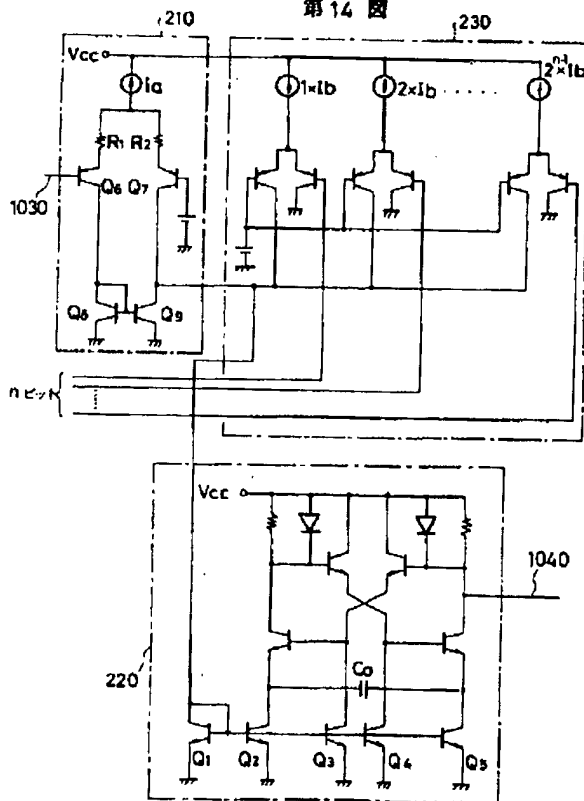 第14図
210
230
Vcc
ia
1×Ib
2×Ib
2ⁿ⁻¹×Ib
R1 R2
Q6 Q7
1030
Q8 Q9
nビット
Vcc
1040
220
Co
Q1 Q2 Q3 Q4 Q5